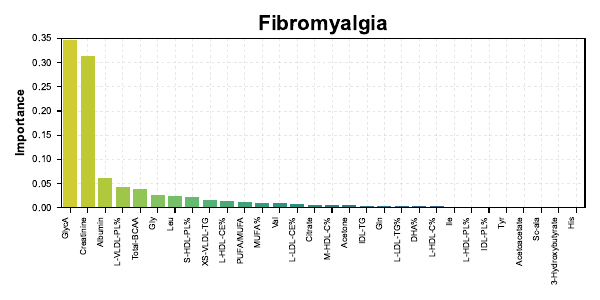 Fibromyalgia
Importance
0.35
0.30
0.25
0.20
0.15
0.10
0.05
0.00
GlycA
Creatinine
Albumin
L-VLDL-PL%
Total-BCAA
Gly
Leu
S-HDL-PL%
XS-VLDL-TG
L-HDL-CE%
PUFA/MUFA
MUFA%
Val
L-LDL-CE%
Citrate
M-HDL-C%
Acetone
IDL-TG
Gln
L-LDL-TG%
DHA%
L-HDL-C%
Ile
L-HDL-PL%
IDL-PL%
Tyr
Acetoacetate
Sc-ala
3-Hydroxybutyrate
His